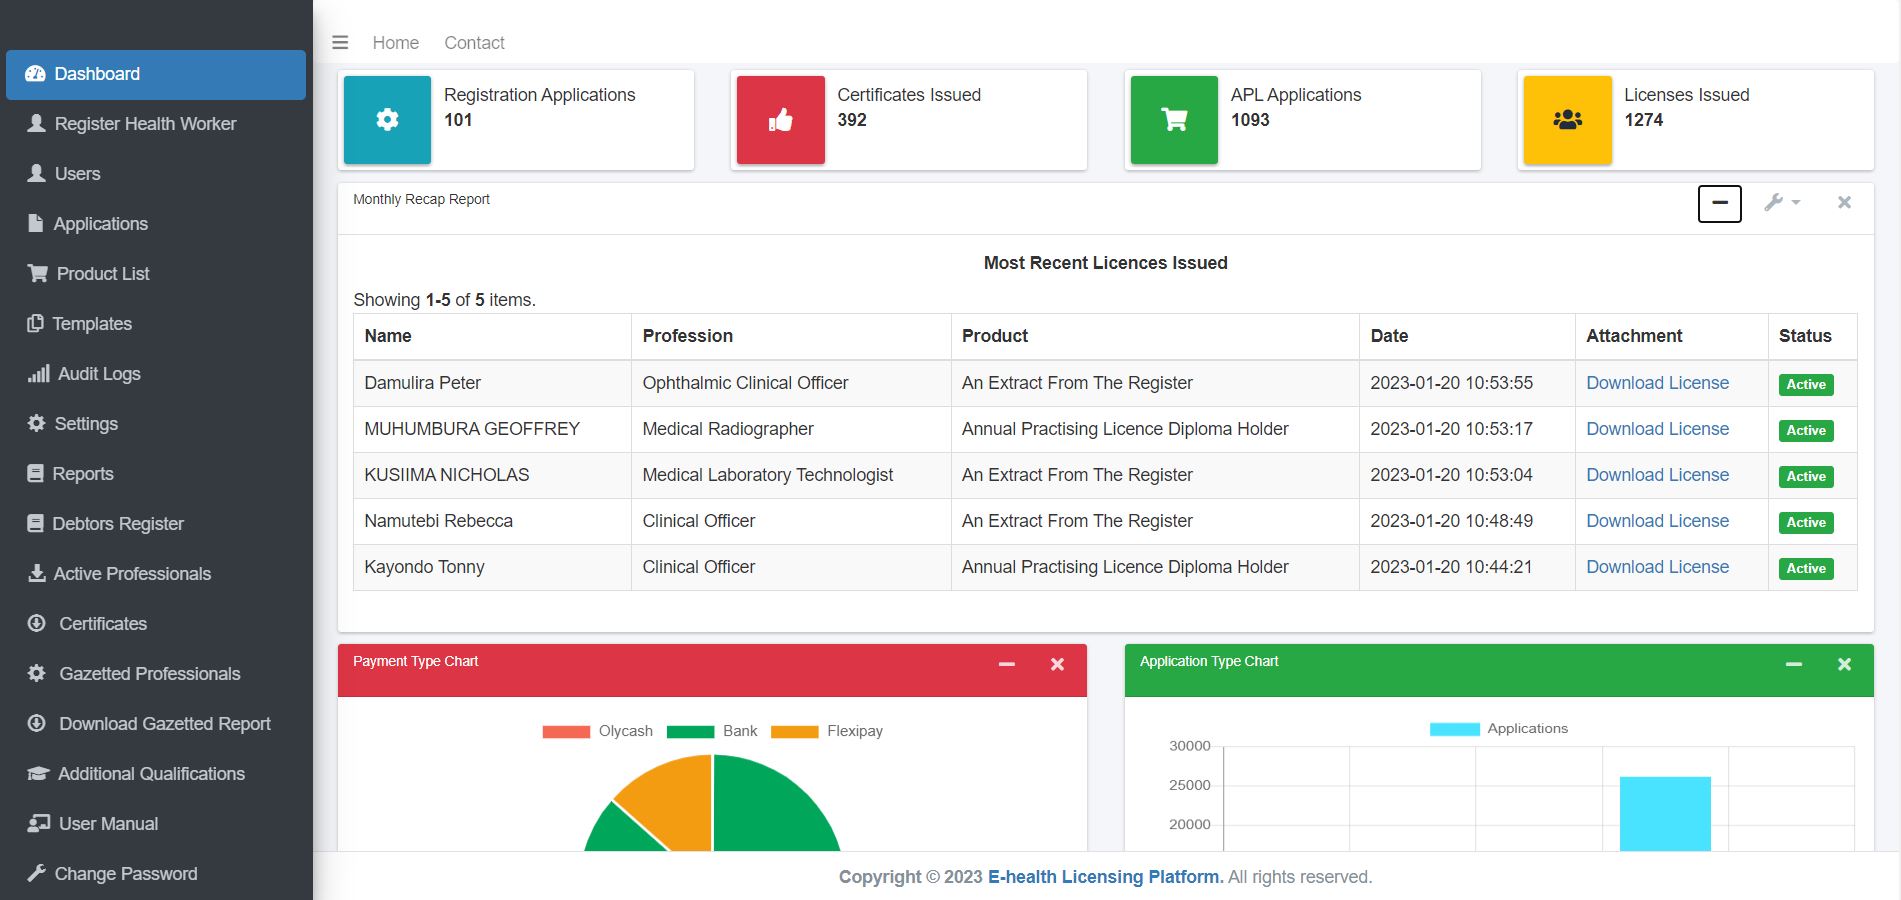 Home Contact
Dashboard
Register Health Worker
Users
Applications
Product List
Templates
Audit Logs
Settings
Reports
Debtors Register
Active Professionals
Certificates
Gazetted Professionals
Download Gazetted Report
Additional Qualifications
User Manual
Change Password
Registration Applications
101
Certificates Issued
392
APL Applications
1093
Licenses Issued
1274
Monthly Recap Report
Most Recent Licences Issued
Showing 1-5 of 5 items.
Name Profession Product Date Attachment Status
Damulira Peter Ophthalmic Clinical Officer An Extract From The Register 2023-01-20 10:53:55 Download License Active
MUHUMBURA GEOFFREY Medical Radiographer Annual Practising Licence Diploma Holder 2023-01-20 10:53:17 Download License Active
KUSIIMA NICHOLAS Medical Laboratory Technologist An Extract From The Register 2023-01-20 10:53:04 Download License Active
Namutebi Rebecca Clinical Officer An Extract From The Register 2023-01-20 10:48:49 Download License Active
Kayondo Tonny Clinical Officer Annual Practising Licence Diploma Holder 2023-01-20 10:44:21 Download License Active
Payment Type Chart
Olycash Bank Flexipay
Application Type Chart
Applications
30000
25000
20000
Copyright © 2023 E-health Licensing Platform. All rights reserved.